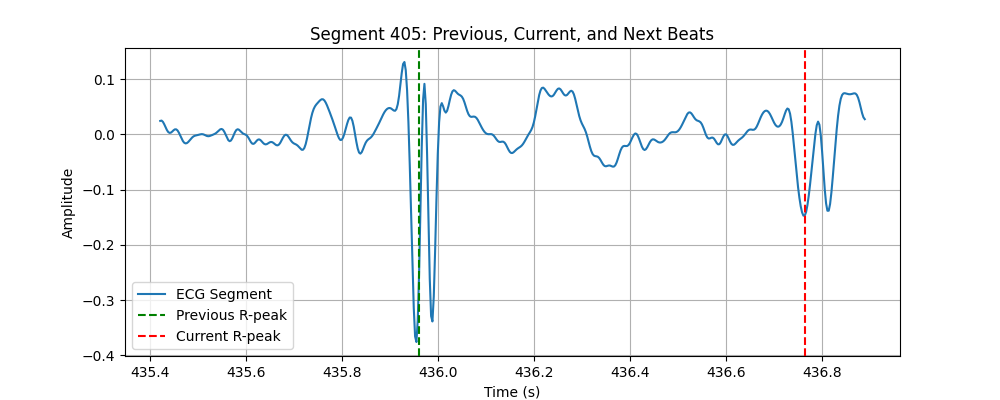 Segment 405: Previous, Current, and Next Beats
Amplitude
0.1
0.0
−0.1
−0.2
−0.3
−0.4
ECG Segment
Previous R-peak
Current R-peak
435.4 435.6 435.8 436.0 436.2 436.4 436.6 436.8
Time (s)